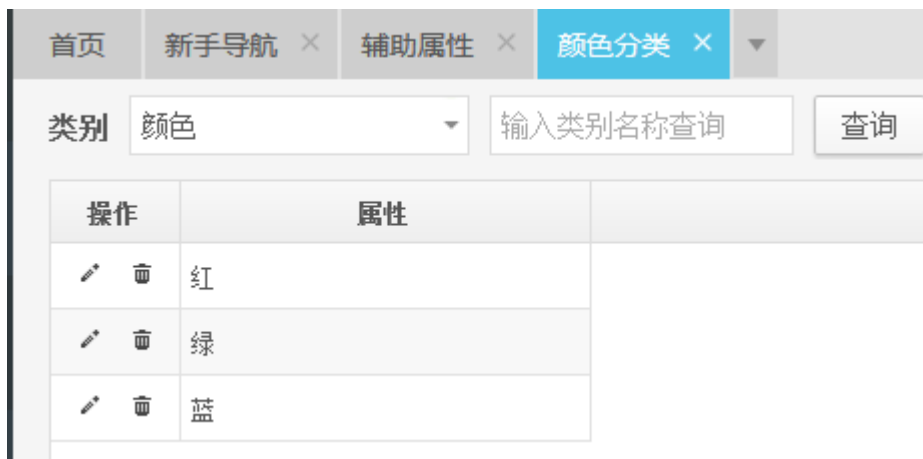 首页 新手导航 辅助属性 颜色分类
类别 颜色 输入类别名称查询 查询
操作 属性
红
绿
蓝